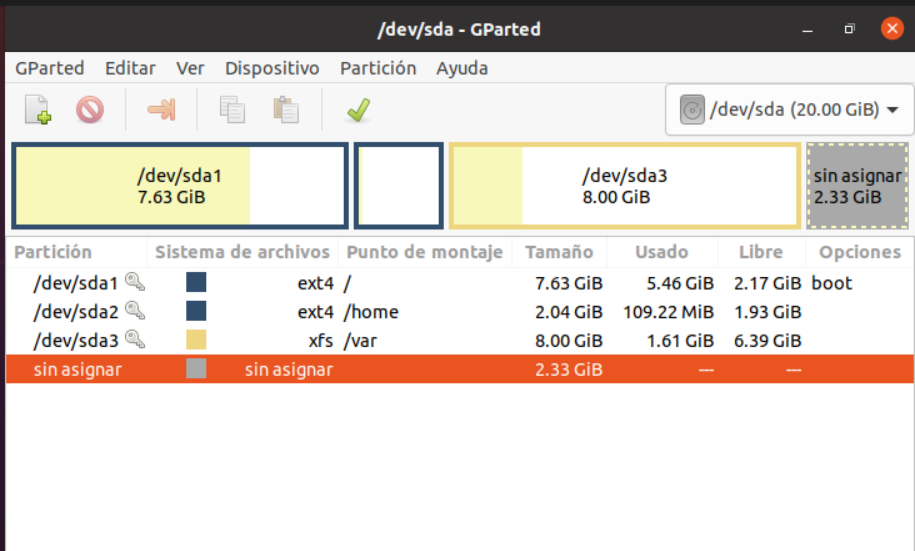 /dev/sda - GParted
GParted Editar Ver Dispositivo Partición Ayuda
/dev/sda (20.00 GiB)
/dev/sda1
7.63 GiB
/dev/sda3
8.00 GiB
sin asignar
2.33 GiB
Partición Sistema de archivos Punto de montaje Tamaño Usado Libre Opciones
/dev/sda1 ext4 / 7.63 GiB 5.46 GiB 2.17 GiB boot
/dev/sda2 ext4 /home 2.04 GiB 109.22 MiB 1.93 GiB
/dev/sda3 xfs /var 8.00 GiB 1.61 GiB 6.39 GiB
sin asignar sin asignar 2.33 GiB --- ---